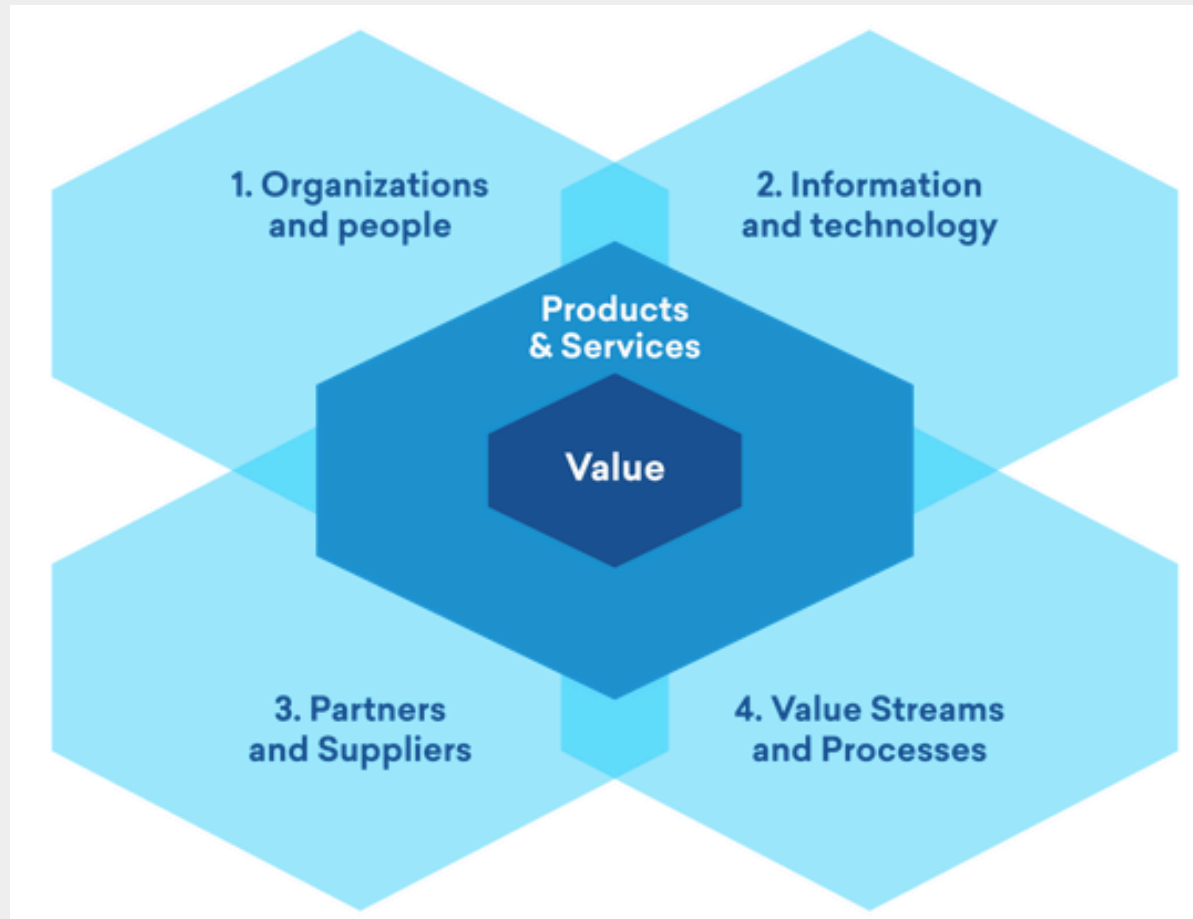 1. Organizations
and people
2. Information
and technology
Products
& Services
Value
3. Partners
and Suppliers
4. Value Streams
and Processes